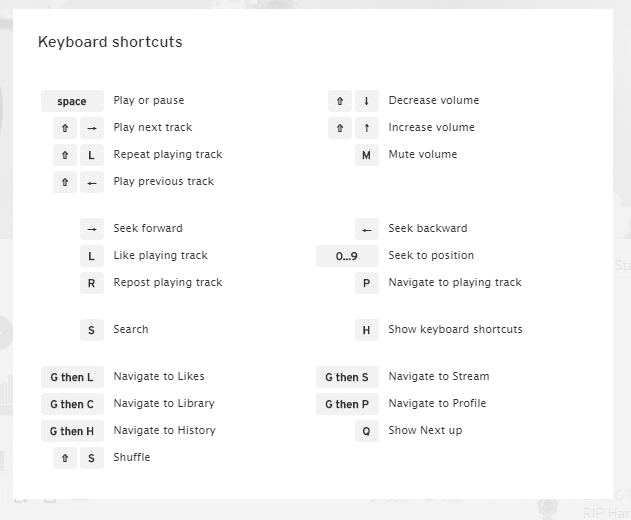 Keyboard shortcuts
space Play or pause
⇧ → Play next track
⇧ L Repeat playing track
⇧ ← Play previous track
⇧ ↓ Decrease volume
⇧ ↑ Increase volume
M Mute volume
→ Seek forward
L Like playing track
R Repost playing track
← Seek backward
0...9 Seek to position
P Navigate to playing track
S Search
H Show keyboard shortcuts
G then L Navigate to Likes
G then C Navigate to Library
G then H Navigate to History
⇧ S Shuffle
G then S Navigate to Stream
G then P Navigate to Profile
Q Show Next up
RIP Har